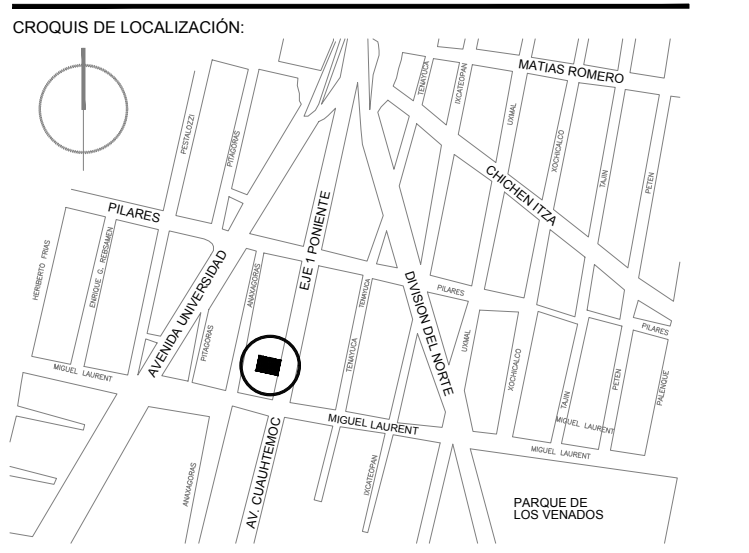 CROQUIS DE LOCALIZACIÓN:
MATIAS ROMERO
TENAYUCA
IXCATEOPAN
UXMAL
XOCHICALCO
TAJIN
PETEN
PESTALOZZI
PITAGORAS
CHICHEN ITZA
PILARES
HERIBERTO FRIAS
ENRIQUE G. REBSAMEN
AVENIDA UNIVERSIDAD
PITAGORAS
ANAXAGORAS
EJE 1 PONIENTE
TENAYUCA
TENAYUCA
DIVISION DEL NORTE
PILARES
UXMAL
XOCHICALCO
TAJIN
PETEN
PILARES
PALENQUE
MIGUEL LAURENT
MIGUEL LAURENT
MIGUEL LAURENT
MIGUEL LAURENT
ANAXAGORAS
AV. CUAUHTEMOC
IXCATEOPAN
PARQUE DE
LOS VENADOS